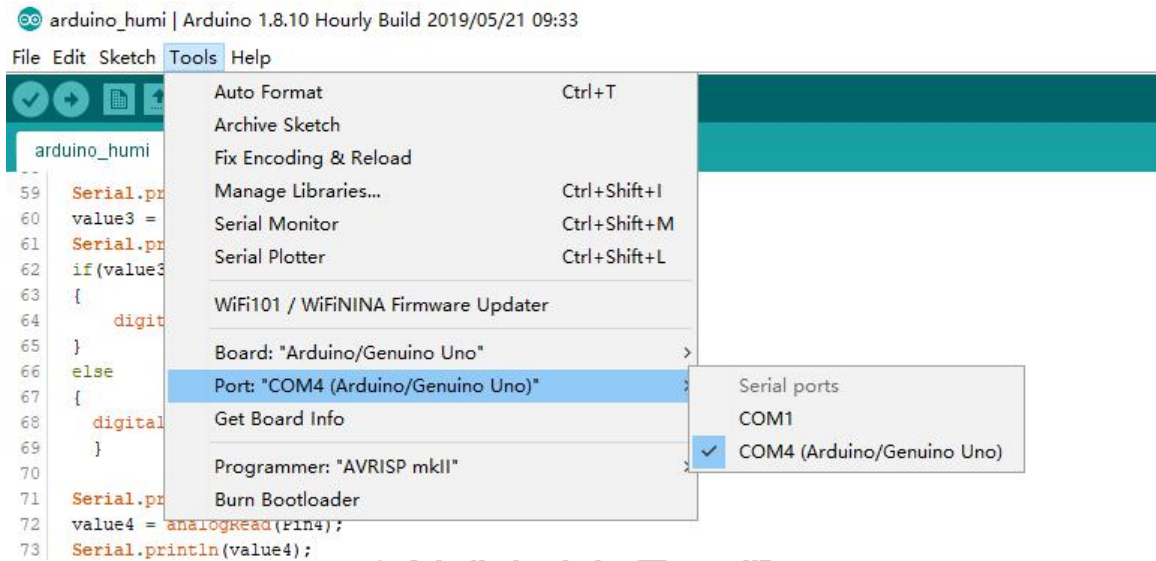 arduino_humi | Arduino 1.8.10 Hourly Build 2019/05/21 09:33
File Edit Sketch Tools Help
Auto Format Ctrl+T
Archive Sketch
arduino_humi
Fix Encoding & Reload
59 Serial.pr
Manage Libraries... Ctrl+Shift+I
60 value3 =
Serial Monitor Ctrl+Shift+M
61 Serial.pr
Serial Plotter Ctrl+Shift+L
62 if(value3
63 {
WiFi101 / WiFiNINA Firmware Updater
64 digit
65 }
Board: "Arduino/Genuino Uno"
66 else
Port: "COM4 (Arduino/Genuino Uno)"
Serial ports
67 {
68 digital
Get Board Info
COM1
69 }
COM4 (Arduino/Genuino Uno)
70
Programmer: "AVRISP mkII"
71 Serial.pr
Burn Bootloader
72 value4 = analogRead(Pin4);
73 Serial.println(value4);